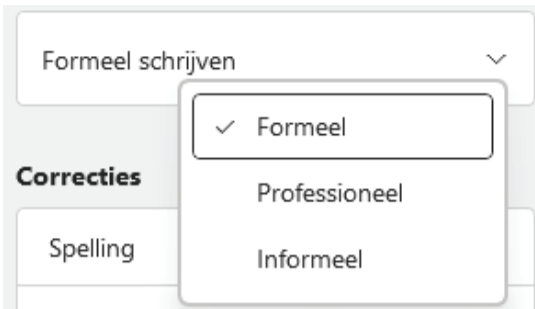 Formeel schrijven
Formeel
Correcties
Professioneel
Spelling
Informeel